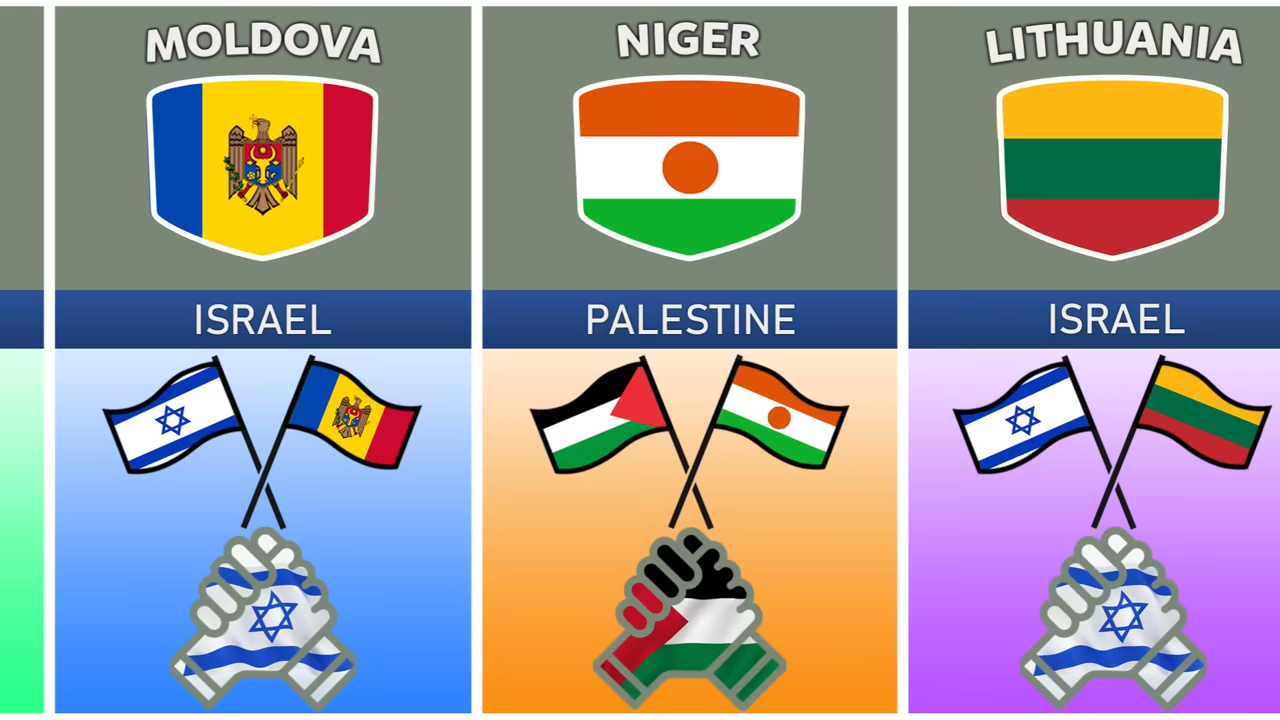 MOLDOVA
ISRAEL
NIGER
PALESTINE
LITHUANIA
ISRAEL